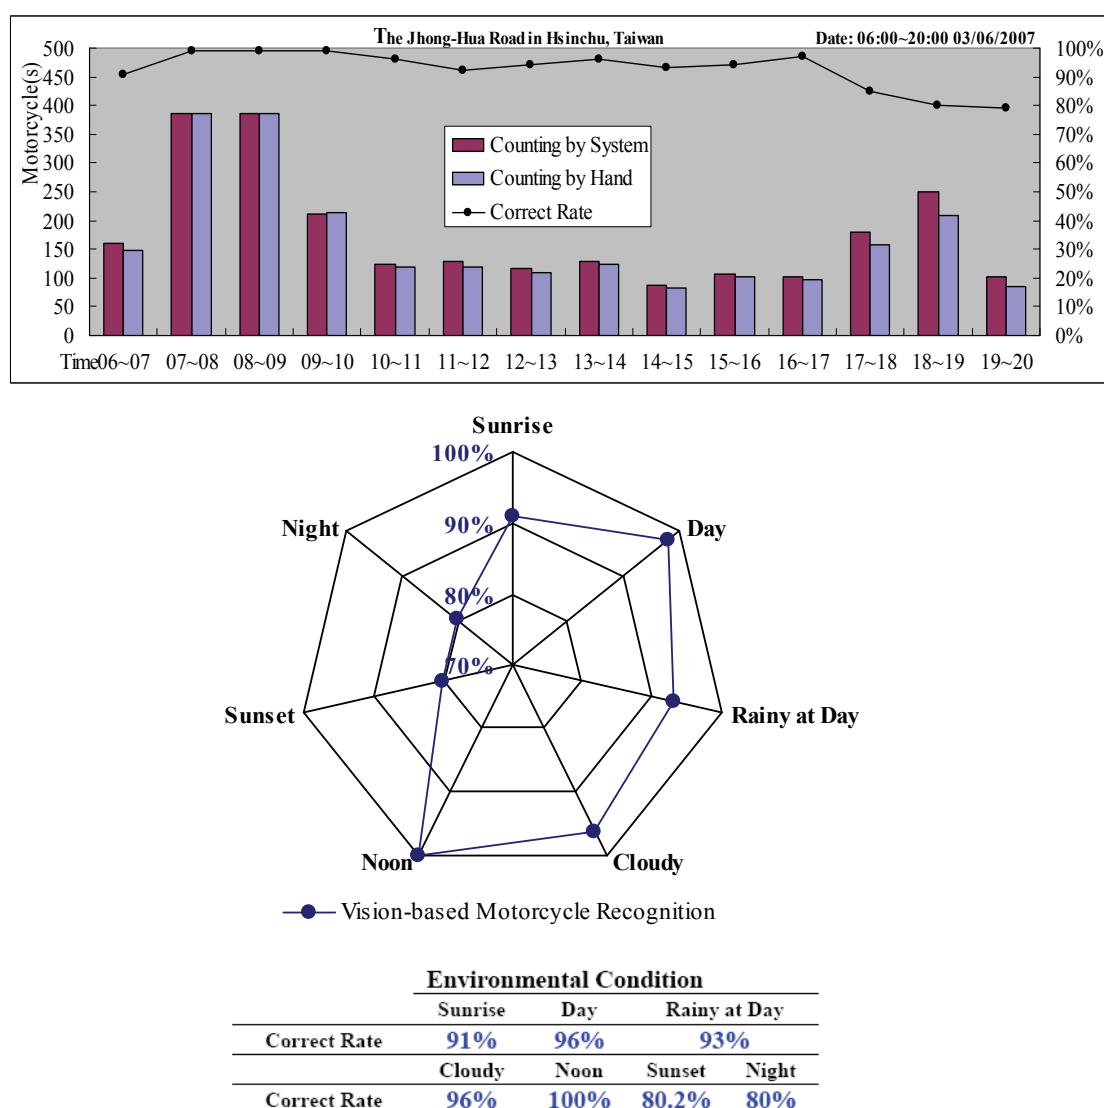 The Jhong-Hua Road in Hsinchu, Taiwan Date: 06:00~20:00 03/06/2007
Motorcycle(s)
500 100%
450 90%
400 80%
350 70%
300 60%
250 50%
200 40%
150 30%
100 20%
50 10%
0 0%
Counting by System
Counting by Hand
Correct Rate
Time 06~07 07~08 08~09 09~10 10~11 11~12 12~13 13~14 14~15 15~16 16~17 17~18 18~19 19~20
Sunrise
100%
Night 90% Day
80%
70%
Sunset Rainy at Day
Noon Cloudy
Vision-based Motorcycle Recognition
Environmental Condition
Sunrise Day Rainy at Day
Correct Rate 91% 96% 93%
Cloudy Noon Sunset Night
Correct Rate 96% 100% 80.2% 80%